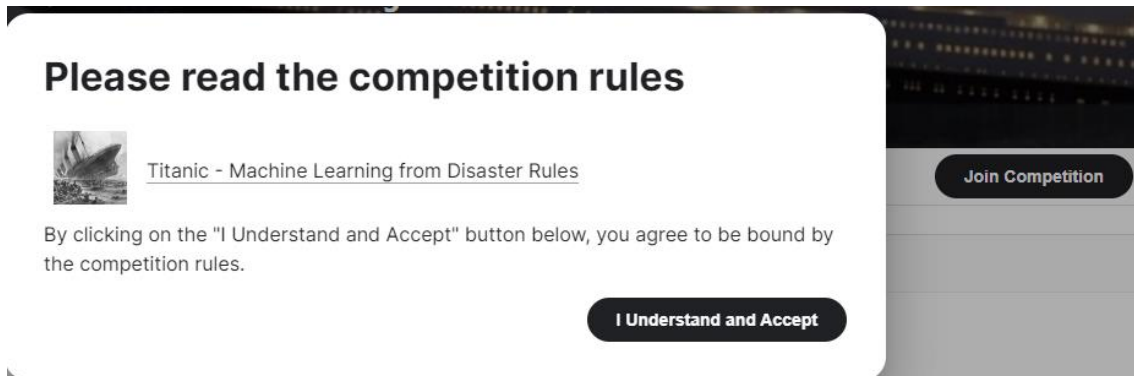 Please read the competition rules
Titanic - Machine Learning from Disaster Rules
Join Competition
By clicking on the "I Understand and Accept" button below, you agree to be bound by
the competition rules.
I Understand and Accept